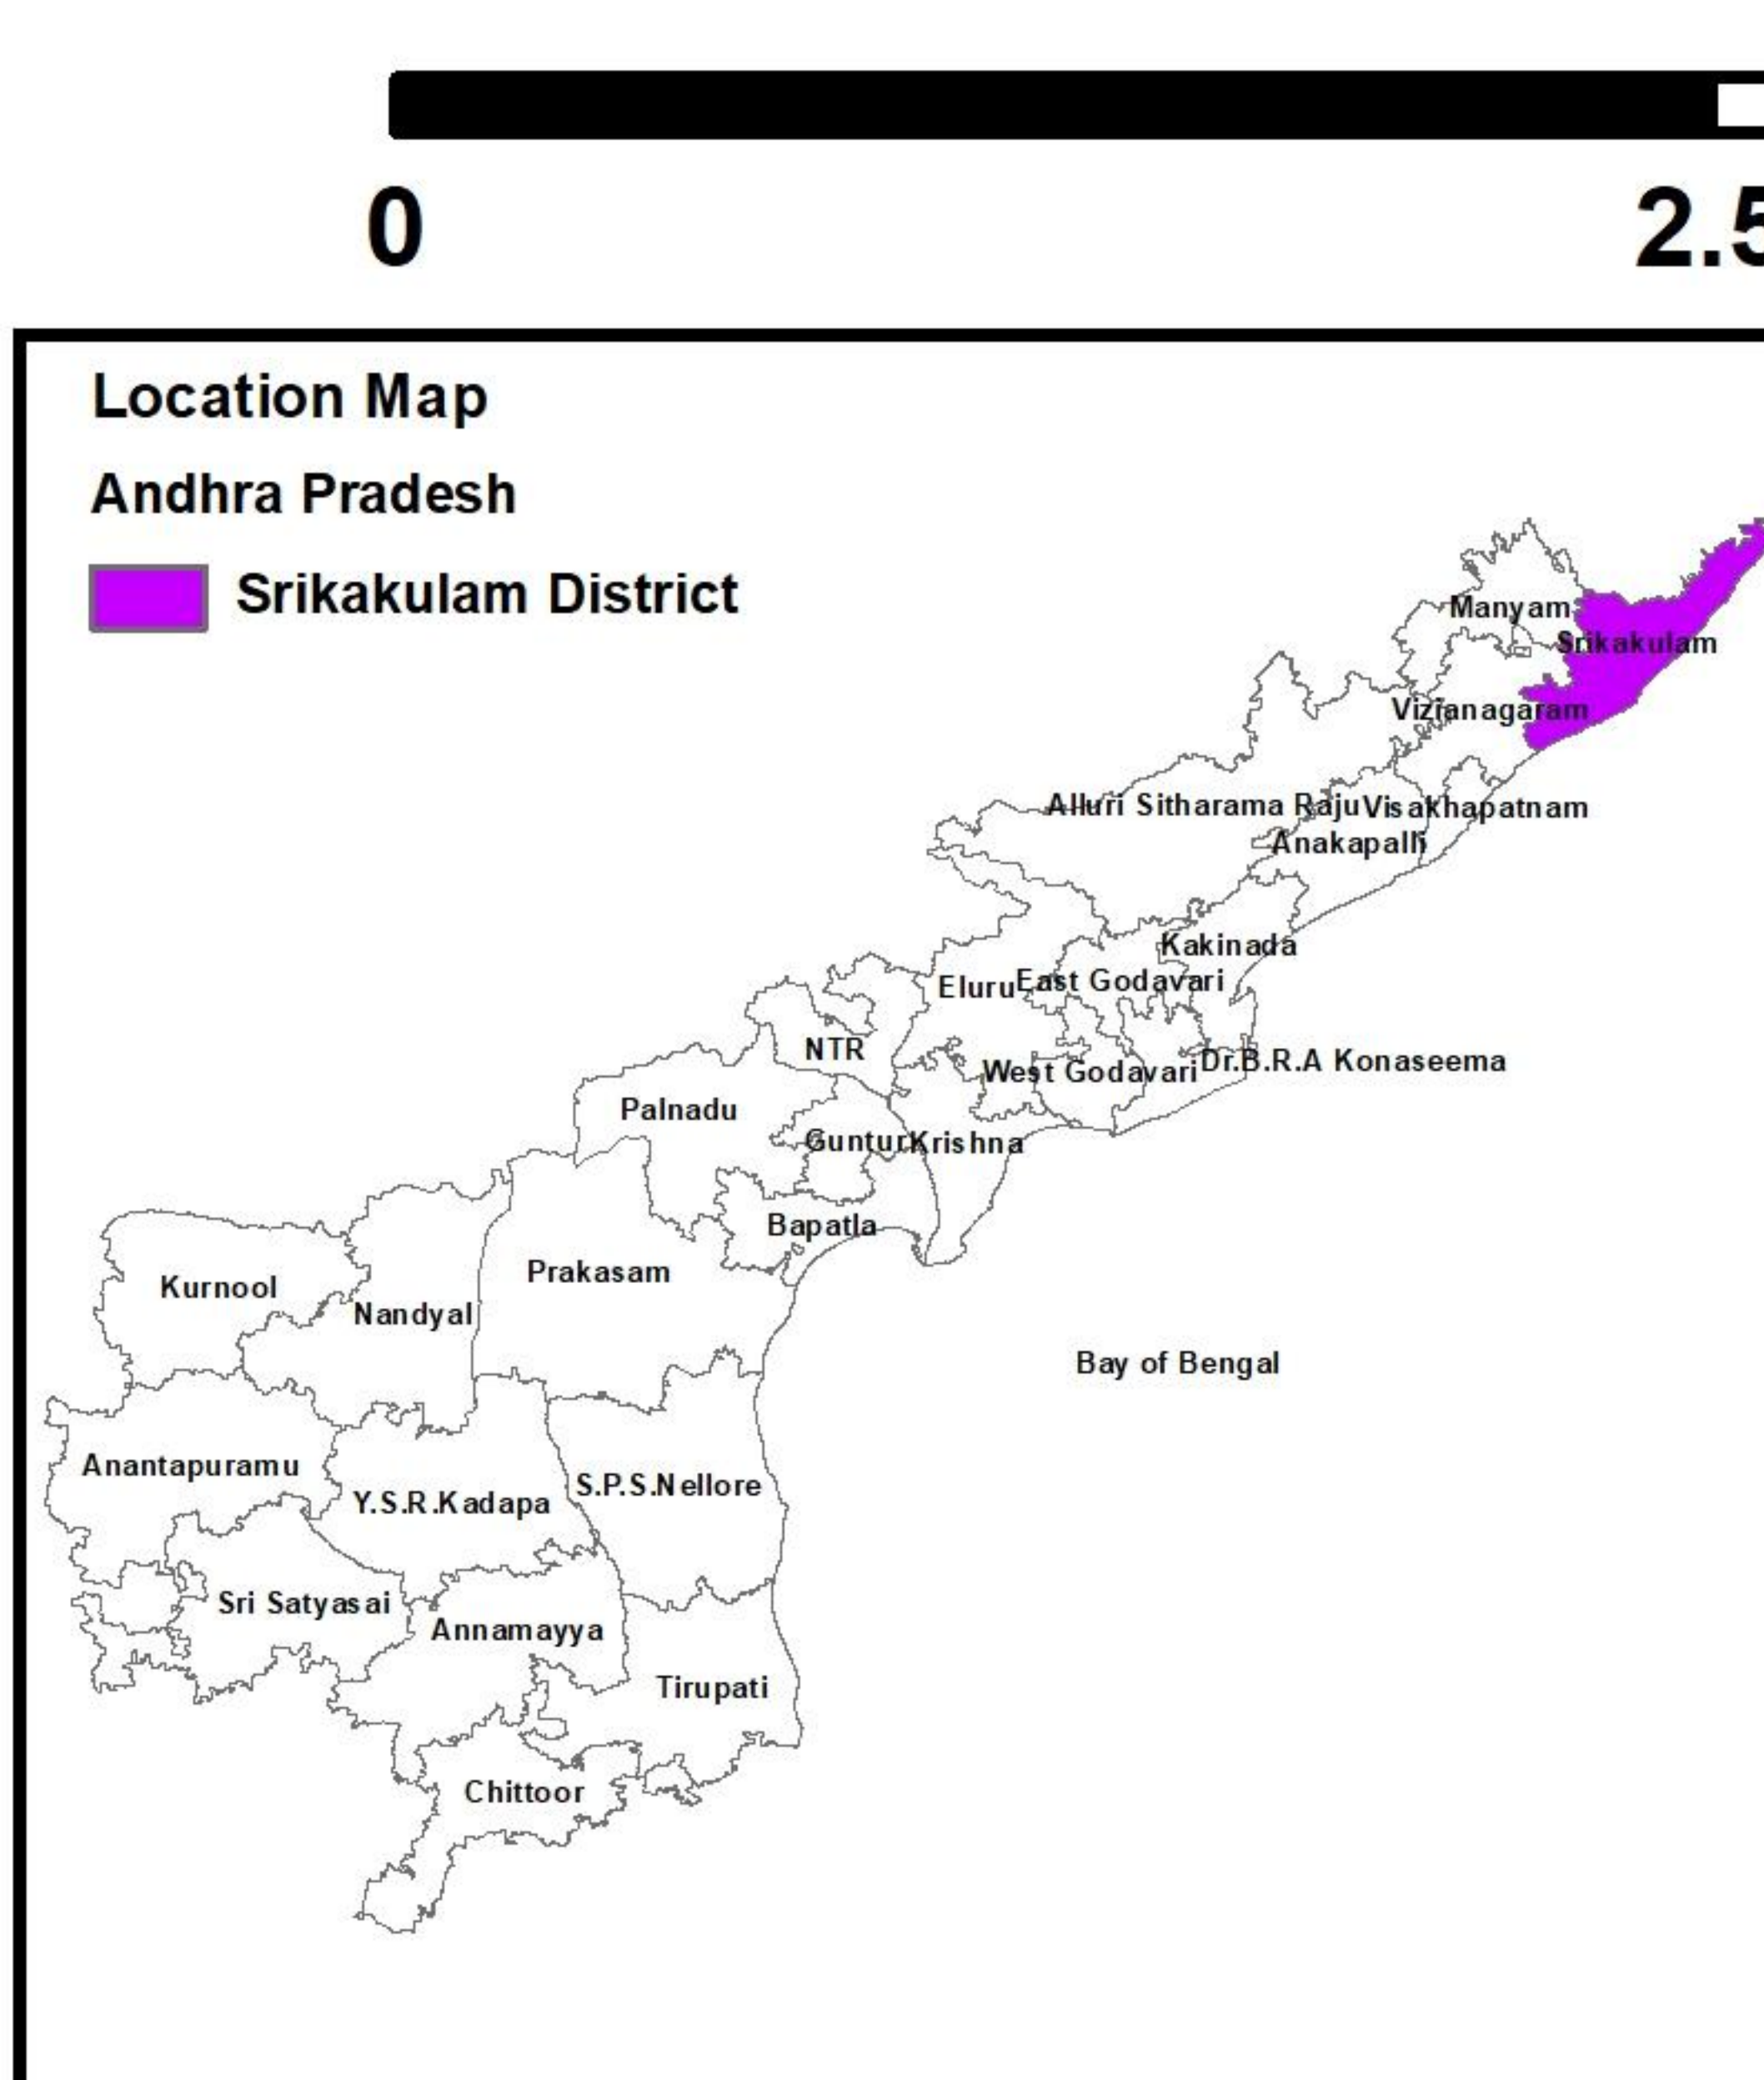 0
2.5
Location Map
Andhra Pradesh
Srikakulam District
Manyam
Srikakulam
Vizianagaram
Alluri Sitharama Raju
Visakhapatnam
Anakapalli
Kakinada
Eluru
East Godavari
NTR
West Godavari
Dr.B.R.A Konaseema
Palnadu
Guntur
Krishna
Bapatla
Prakasam
Kurnool
Nandyal
Bay of Bengal
Anantapuramu
S.P.S.Nellore
Y.S.R.Kadapa
Sri Satyasai
Annamayya
Tirupati
Chittoor